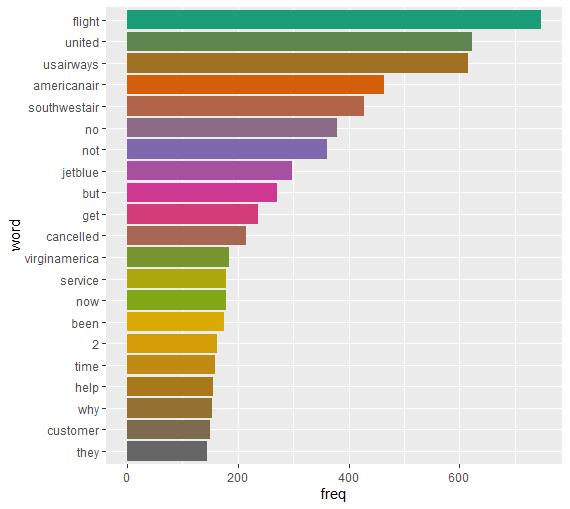 flight
united
usairways
americanair
southwestair
no
not
jetblue
but
get
cancelled
virginamerica
service
now
been
2
time
help
why
customer
they
word
0 200 400 600
freq